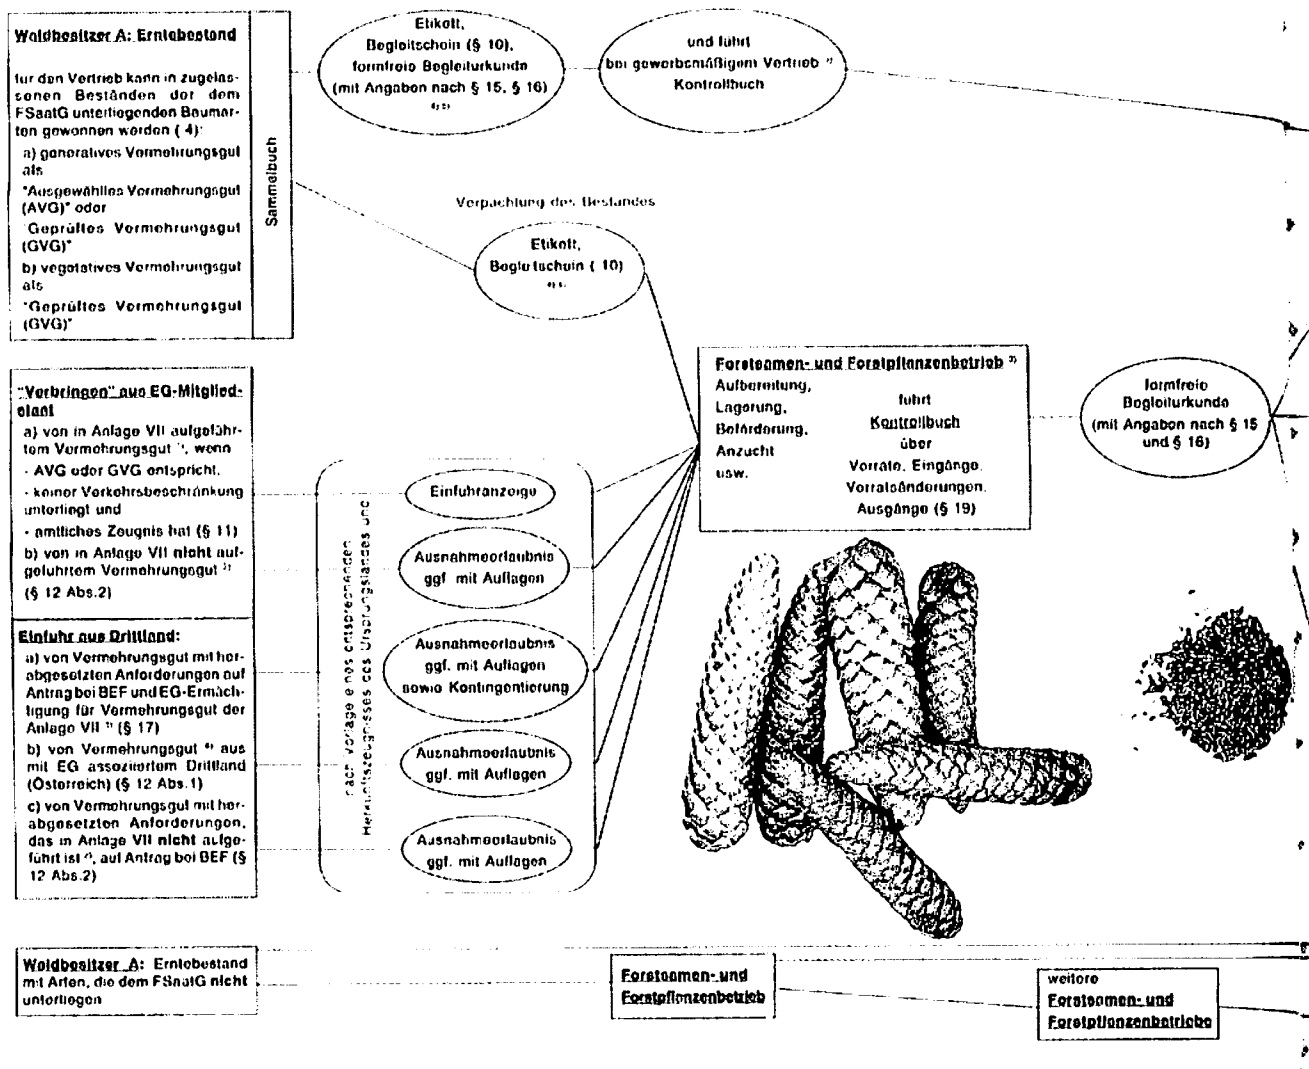 Waldbesitzer A: Erntebestand
für den Vertrieb kann in zugelas-
senen Beständen der dem
FSaatG unterliegenden Baumar-
ten gewonnen werden ( 4):
a) generatives Vermehrungsgut
als
"Ausgewähltes Vermehrungsgut
(AVG)" oder
"Geprüftes Vermehrungsgut
(GVG)"
b) vegetatives Vermehrungsgut
als
"Geprüftes Vermehrungsgut
(GVG)"
Sammelbuch
Etikett,
Begleitschein (§ 10),
formfreie Begleiturkunde
(mit Angaben nach § 15, § 16)
und führt
bei gewerbsmäßigem Vertrieb
Kontrollbuch
Verpachtung des Bestandes
Etikett,
Begleitschein ( 10)
"Verbringen" aus EG-Mitglied-
staat
a) von in Anlage VII aufgeführ-
tem Vermehrungsgut, wenn
- AVG oder GVG entspricht,
- keiner Verkehrsbeschränkung
unterliegt und
- amtliches Zeugnis hat (§ 11)
b) von in Anlage VII nicht auf-
geführtem Vermehrungsgut
(§ 12 Abs.2)
Einfuhr aus Drittland:
a) von Vermehrungsgut mit her-
abgesetzten Anforderungen auf
Antrag bei BEF und EG-Ermäch-
tigung für Vermehrungsgut der
Anlage VII (§ 17)
b) von Vermehrungsgut aus
mit EG assoziiertem Drittland
(Österreich) (§ 12 Abs.1)
c) von Vermehrungsgut mit her-
abgesetzten Anforderungen,
das in Anlage VII nicht aufge-
führt ist, auf Antrag bei BEF (§
12 Abs.2)
nach Vorlage eines entsprechenden
Herkunftszeugnisses des Ursprungslandes und
Einfuhranzeige
Ausnahmeerlaubnis
ggf. mit Auflagen
Ausnahmeerlaubnis
ggf. mit Auflagen
sowie Kontingentierung
Ausnahmeerlaubnis
ggf. mit Auflagen
Ausnahmeerlaubnis
ggf. mit Auflagen
Forstsamen- und Forstpflanzenbetrieb
Aufbereitung,
Lagerung,
Beförderung,
Anzucht
usw.
führt
Kontrollbuch
über
Vorräte, Eingänge,
Vorratsänderungen,
Ausgänge (§ 19)
formfreie
Begleiturkunde
(mit Angaben nach § 15
und § 16)
Waldbesitzer A: Erntebestand
mit Arten, die dem FSaatG nicht
unterliegen
Forstsamen- und
Forstpflanzenbetrieb
weitere
Forstsamen- und
Forstpflanzenbetriebe